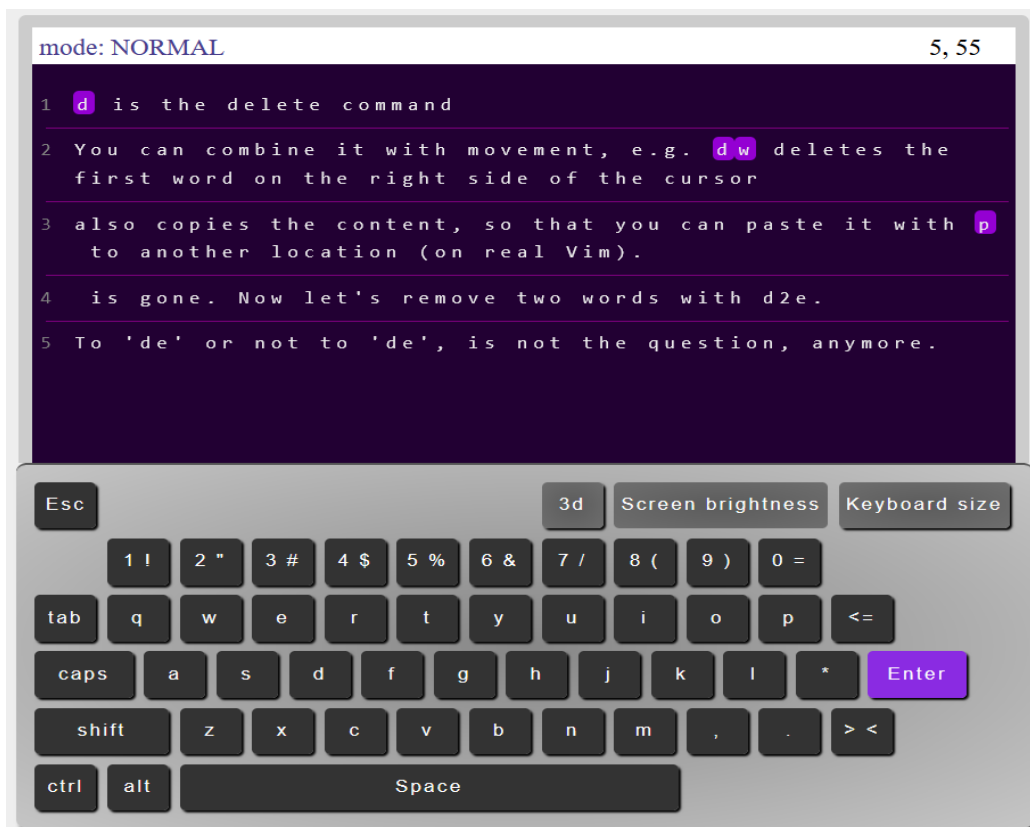 mode: NORMAL 5, 55
1 d is the delete command
2 You can combine it with movement, e.g. dw deletes the
first word on the right side of the cursor
3 also copies the content, so that you can paste it with p
to another location (on real Vim).
4 is gone. Now let's remove two words with d2e.
5 To 'de' or not to 'de', is not the question, anymore.
Esc 3d Screen brightness Keyboard size
1 ! 2 " 3 # 4 $ 5 % 6 & 7 / 8 ( 9 ) 0 =
tab q w e r t y u i o p <=
caps a s d f g h j k l * Enter
shift z x c v b n m , . > <
ctrl alt Space